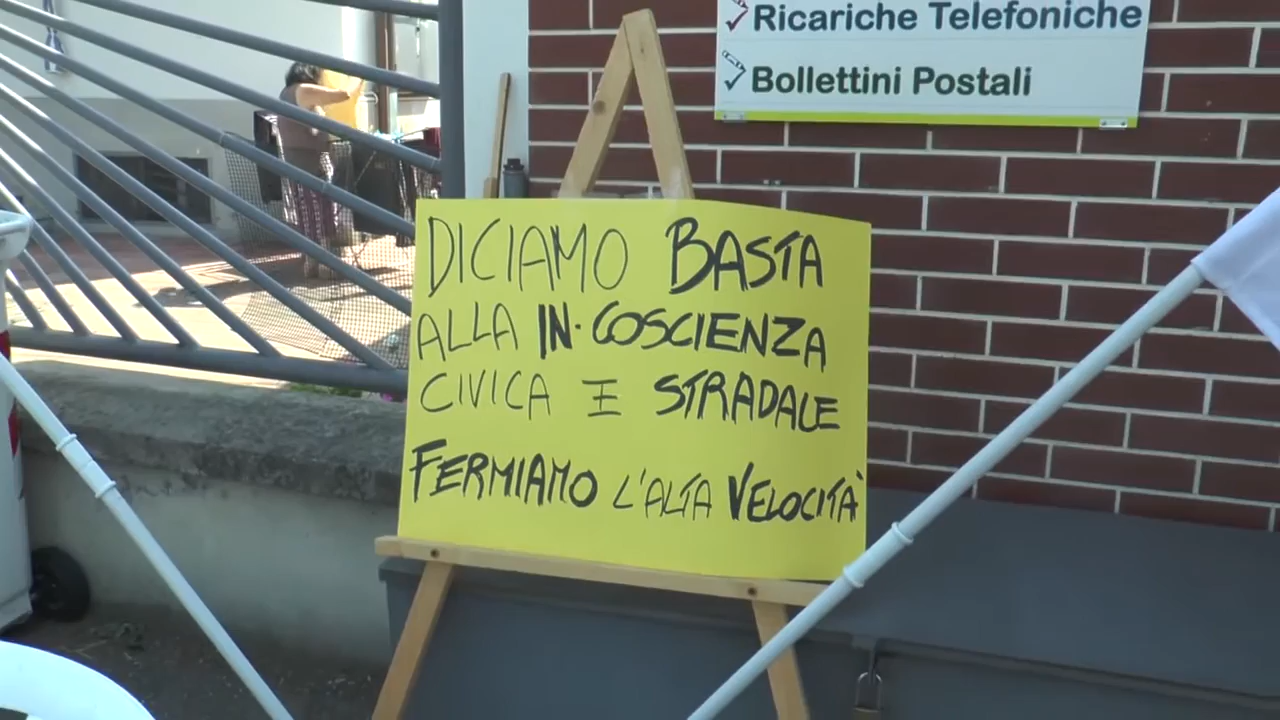 Ricariche Telefoniche
Bollettini Postali
DICIAMO BASTA
ALLA IN·COSCIENZA
CIVICA E STRADALE
FERMIAMO L'ALTA VELOCITÀ